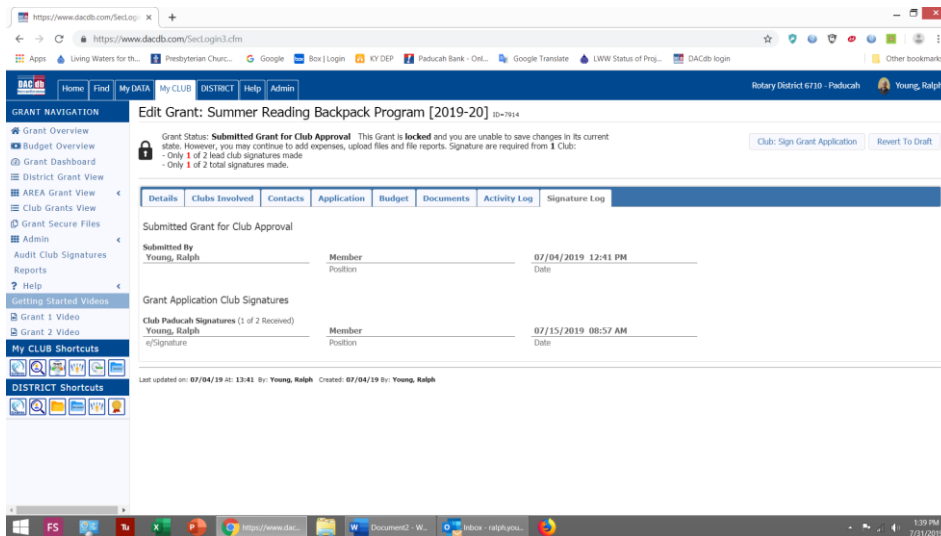 https://www.dacdb.com/SecLogi
https://www.dacdb.com/SecLogin3.cfm
Apps Living Waters for th... Presbyterian Churc... Google Box | Login KY DEP Paducah Bank - Onl... Google Translate LWW Status of Proj... DACdb login Other bookmarks
DAC db Home Find My DATA My CLUB DISTRICT Help Admin Rotary District 6710 - Paducah Young, Ralph
GRANT NAVIGATION
Grant Overview
Budget Overview
Grant Dashboard
District Grant View
AREA Grant View
Club Grants View
Grant Secure Files
Admin
Audit Club Signatures
Reports
? Help
Getting Started Videos
Grant 1 Video
Grant 2 Video
My CLUB Shortcuts
DISTRICT Shortcuts
Edit Grant: Summer Reading Backpack Program [2019-20] ID=7914
Grant Status: Submitted Grant for Club Approval This Grant is locked and you are unable to save changes in its current
state. However, you may continue to add expenses, upload files and file reports. Signature are required from 1 Club:
- Only 1 of 2 lead club signatures made
- Only 1 of 2 total signatures made.
Club: Sign Grant Application Revert To Draft
Details Clubs Involved Contacts Application Budget Documents Activity Log Signature Log
Submitted Grant for Club Approval
Submitted By
Young, Ralph Member 07/04/2019 12:41 PM
Position Date
Grant Application Club Signatures
Club Paducah Signatures (1 of 2 Received)
Young, Ralph Member 07/15/2019 08:57 AM
e/Signature Position Date
Last updated on: 07/04/19 At: 13:41 By: Young, Ralph Created: 07/04/19 By: Young, Ralph
FS Tu https://www.dac... Document2 - W... Inbox - ralph.you... 1:39 PM
7/31/201